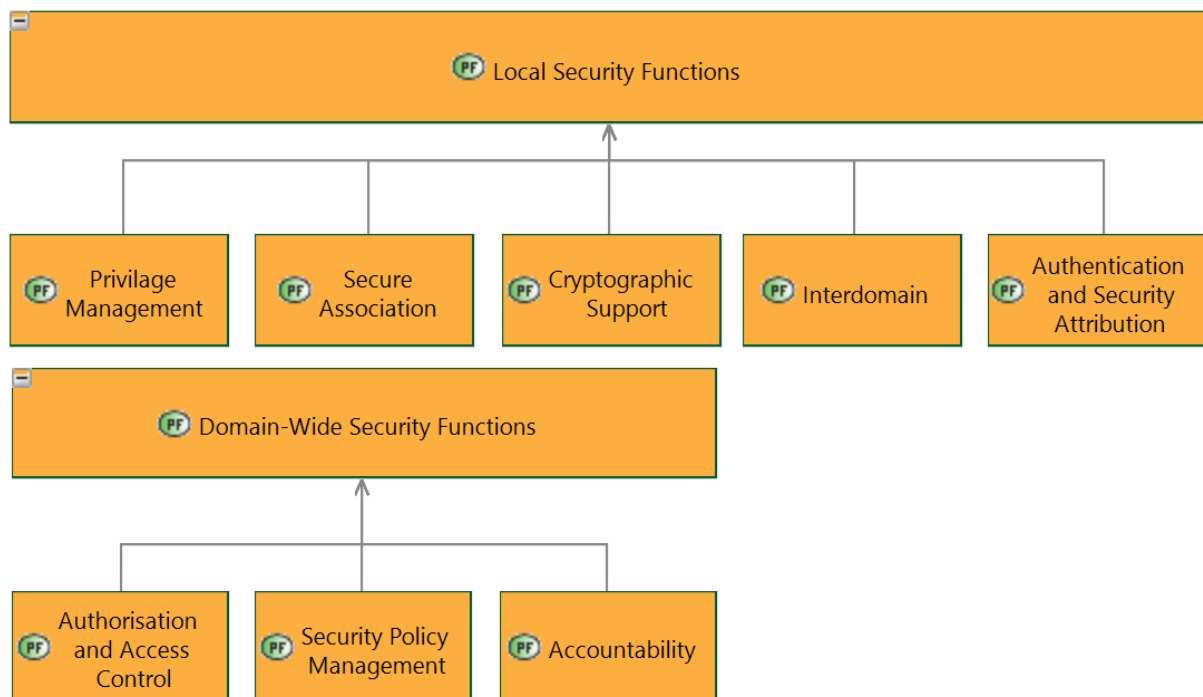 PF Local Security Functions
PF Privilage
Management
PF Secure
Association
PF Cryptographic
Support
PF Interdomain
PF Authentication
and Security
Attribution
PF Domain-Wide Security Functions
PF Authorisation
and Access
Control
PF Security Policy
Management
PF Accountability